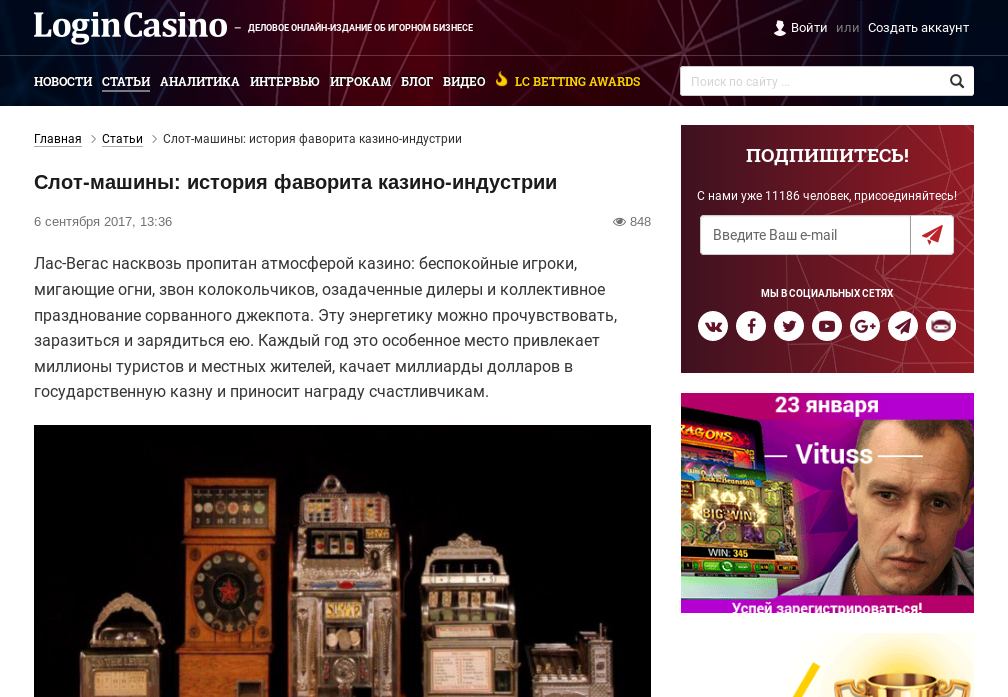 LoginCasino – ДЕЛОВОЕ ОНЛАЙН-ИЗДАНИЕ ОБ ИГОРНОМ БИЗНЕСЕ
Войти или Создать аккаунт
НОВОСТИ СТАТЬИ АНАЛИТИКА ИНТЕРВЬЮ ИГРОКАМ БЛОГ ВИДЕО LC BETTING AWARDS
Поиск по сайту ...
Главная Статьи Слот-машины: история фаворита казино-индустрии
Слот-машины: история фаворита казино-индустрии
6 сентября 2017, 13:36
848
Лас-Вегас насквозь пропитан атмосферой казино: беспокойные игроки,
мигающие огни, звон колокольчиков, озадаченные дилеры и коллективное
празднование сорванного джекпота. Эту энергетику можно прочувствовать,
заразиться и зарядиться ею. Каждый год это особенное место привлекает
миллионы туристов и местных жителей, качает миллиарды долларов в
государственную казну и приносит награду счастливчикам.
ПОДПИШИТЕСЬ!
С нами уже 11186 человек, присоединяйтесь!
Введите Ваш e-mail
МЫ В СОЦИАЛЬНЫХ СЕТЯХ
23 января
Vituss
BIG WIN!
WIN: 345
Успей зарегистрироваться!